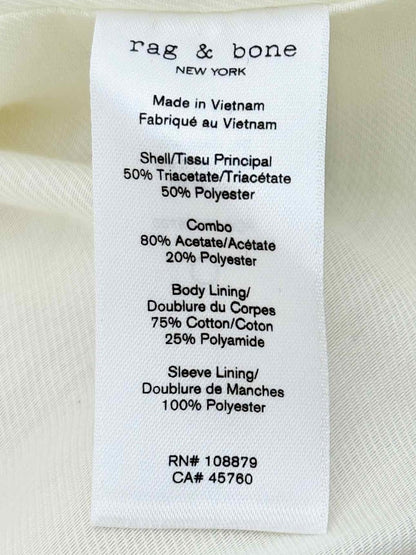 rag & bone
NEW YORK
Made in Vietnam
Fabriqué au Vietnam
Shell/Tissu Principal
50% Triacetate/Triacétate
50% Polyester
Combo
80% Acetate/Acétate
20% Polyester
Body Lining/
Doublure du Corpes
75% Cotton/Coton
25% Polyamide
Sleeve Lining/
Doublure de Manches
100% Polyester
RN# 108879
CA# 45760